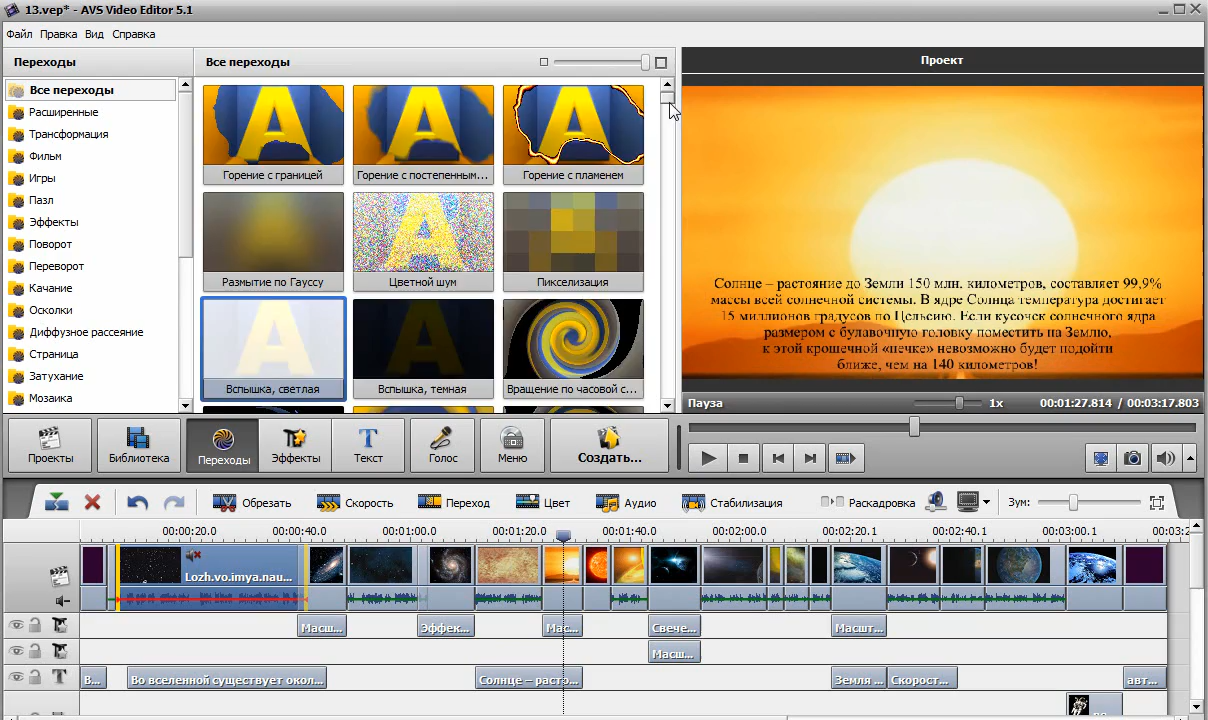 13.vep* - AVS Video Editor 5.1
Файл Правка Вид Справка
Переходы
Все переходы
Проект
Все переходы
Расширенные
Трансформация
Фильм
Игры
Пазл
Эффекты
Поворот
Переворот
Качание
Осколки
Диффузное рассеяние
Страница
Затухание
Мозаика
Горение с границей
Горение с постепенным...
Горение с пламенем
Размытие по Гауссу
Цветной шум
Пикселизация
Вспышка, светлая
Вспышка, темная
Вращение по часовой с...
Солнце – растояние до Земли 150 млн. километров, составляет 99,9%
массы всей солнечной системы. В ядре Солнца температура достигает
15 миллионов градусов по Цельсию. Если кусочек солнечного ядра
размером с булавочную головку поместить на Землю,
к этой крошечной «печке» невозможно будет подойти
ближе, чем на 140 километров!
Пауза 1x 00:01:27.814 / 00:03:17.803
Проекты Библиотека Переходы Эффекты Текст Голос Меню Создать...
Обрезать Скорость Переход Цвет Аудио Стабилизация Раскадровка Зум:
00:00:20.0 00:00:40.0 00:01:00.0 00:01:20.0 00:01:40.0 00:02:00.0 00:02:20.1 00:02:40.1 00:03:00.1 00:03:2
Lozh.vo.imya.nau...
Масш... Эффек... Мас... Свече... Масшт...
Масш...
В... Во вселенной существует окол... Солнце – расто... Земля ... Скорост... авт...